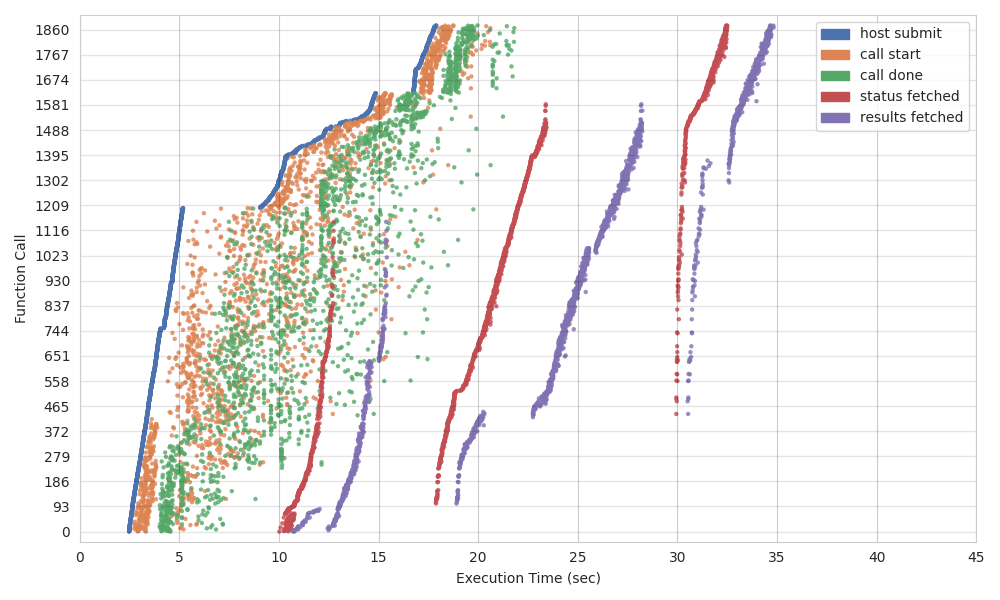 host submit
call start
call done
status fetched
results fetched
Function Call
1860
1767
1674
1581
1488
1395
1302
1209
1116
1023
930
837
744
651
558
465
372
279
186
93
0
0 5 10 15 20 25 30 35 40 45
Execution Time (sec)